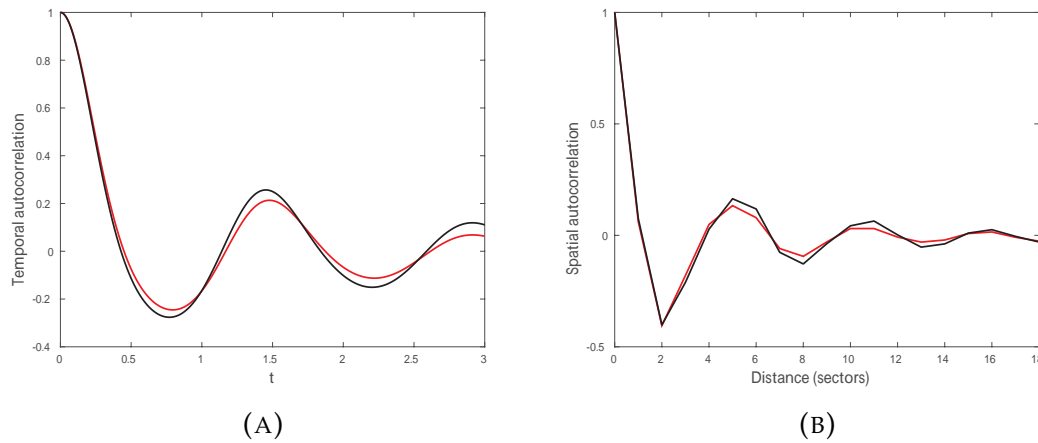 Temporal autocorrelation
1
0.8
0.6
0.4
0.2
0
-0.2
-0.4
0 0.5 1 1.5 2 2.5 3
t
(A)
Spatial autocorrelation
1
0.5
0
-0.5
0 2 4 6 8 10 12 14 16 18
Distance (sectors)
(B)